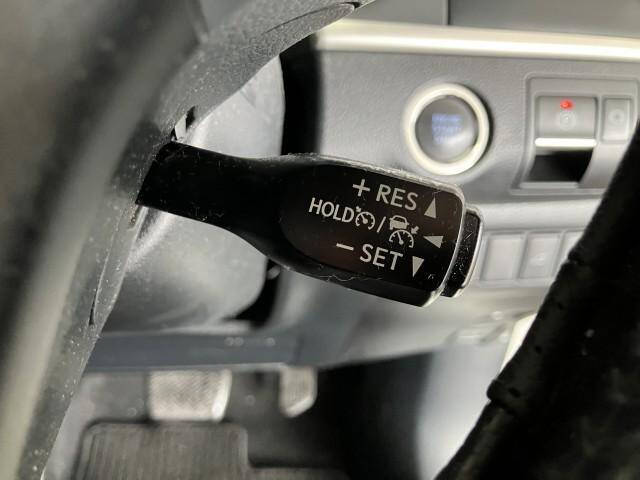 + RES ▲
HOLD /
− SET ▼